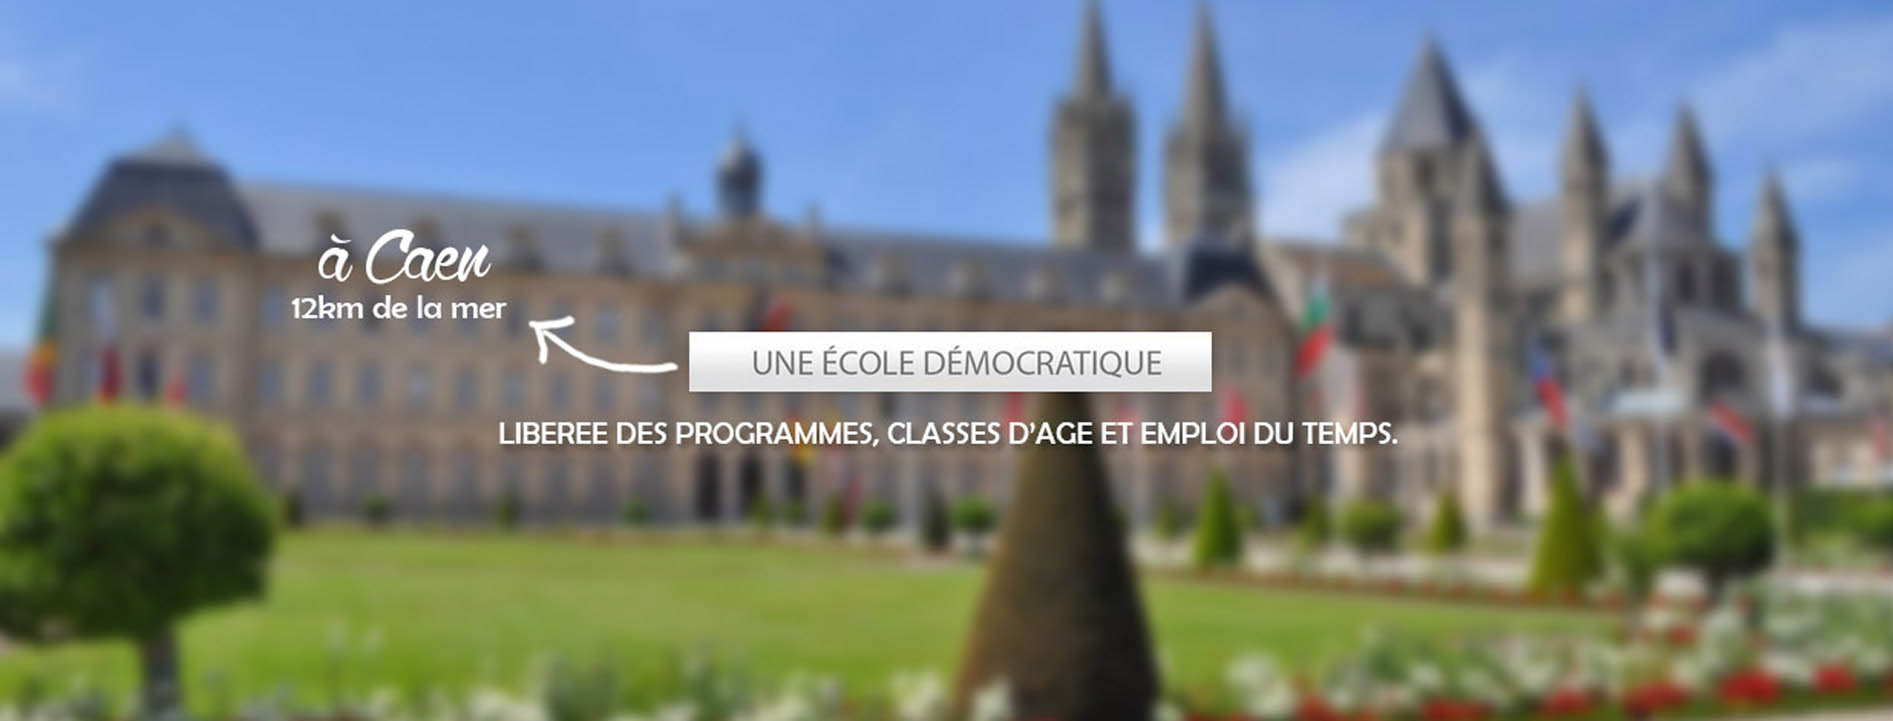 à Caen
12km de la mer
UNE ÉCOLE DÉMOCRATIQUE
LIBEREE DES PROGRAMMES, CLASSES D'AGE ET EMPLOI DU TEMPS.